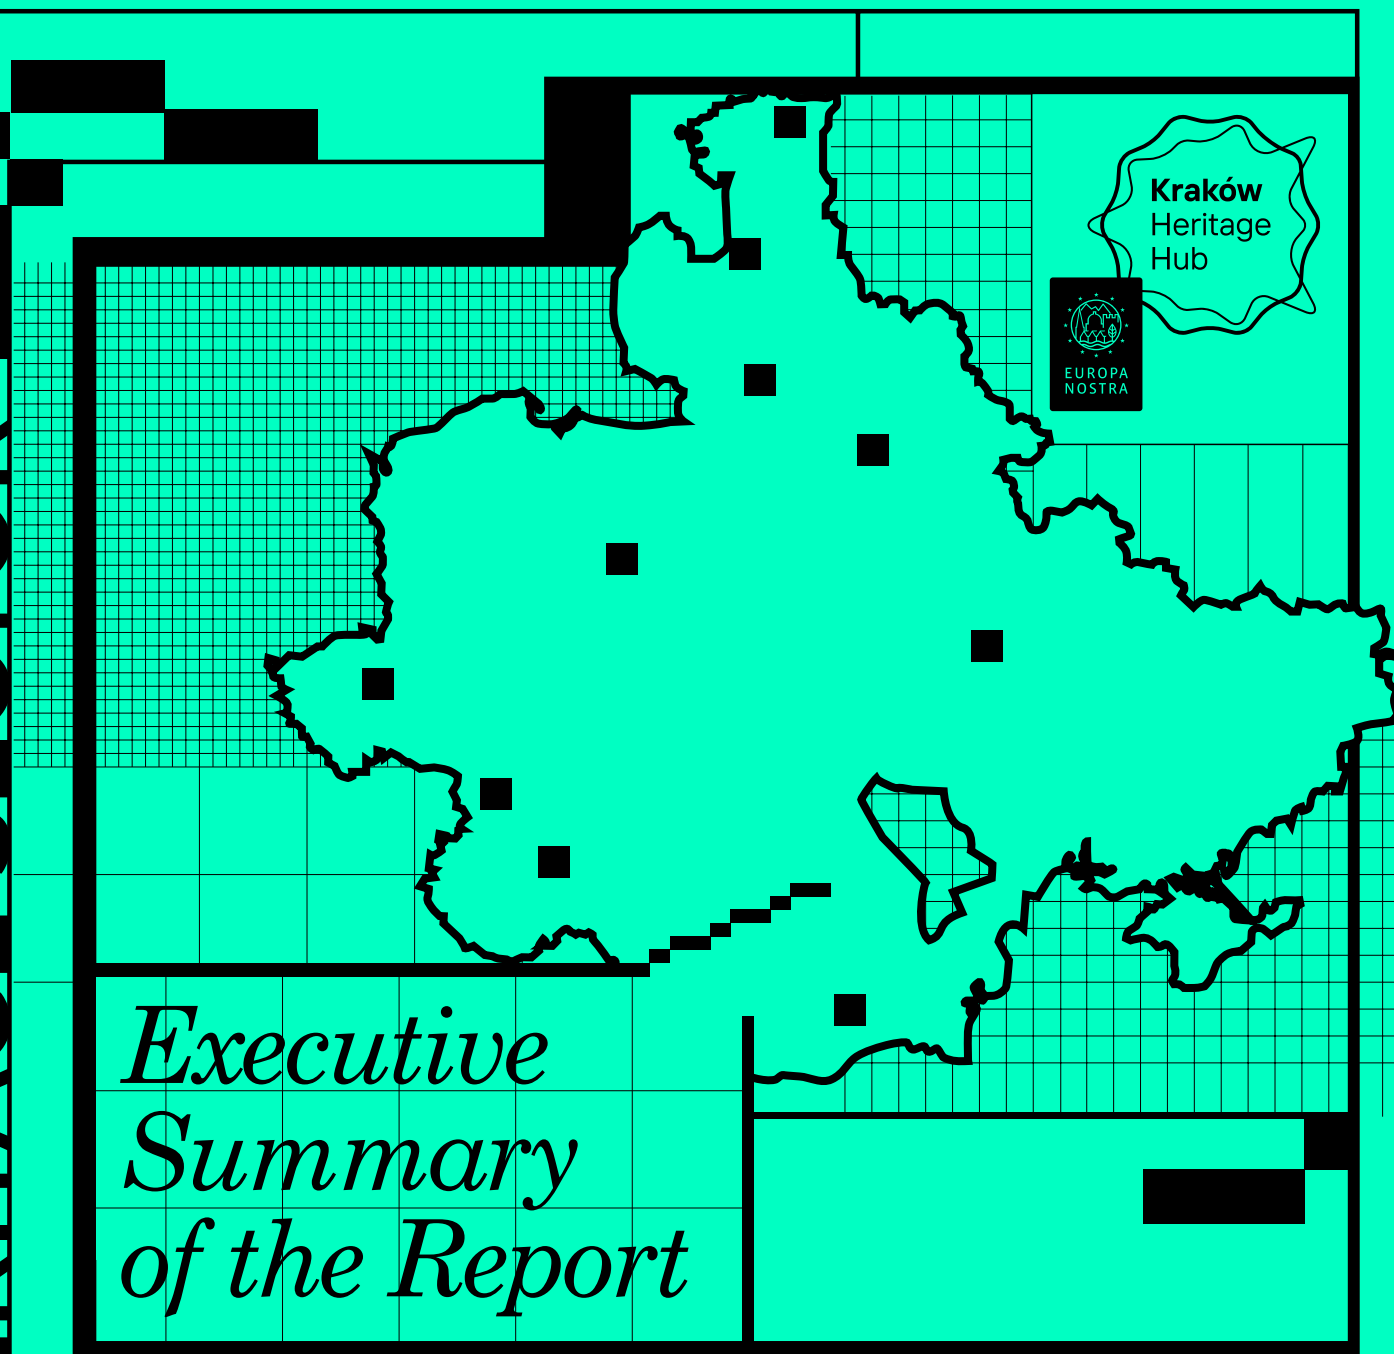 Kraków
Heritage
Hub
EUROPA
NOSTRA
Executive
Summary
of the Report